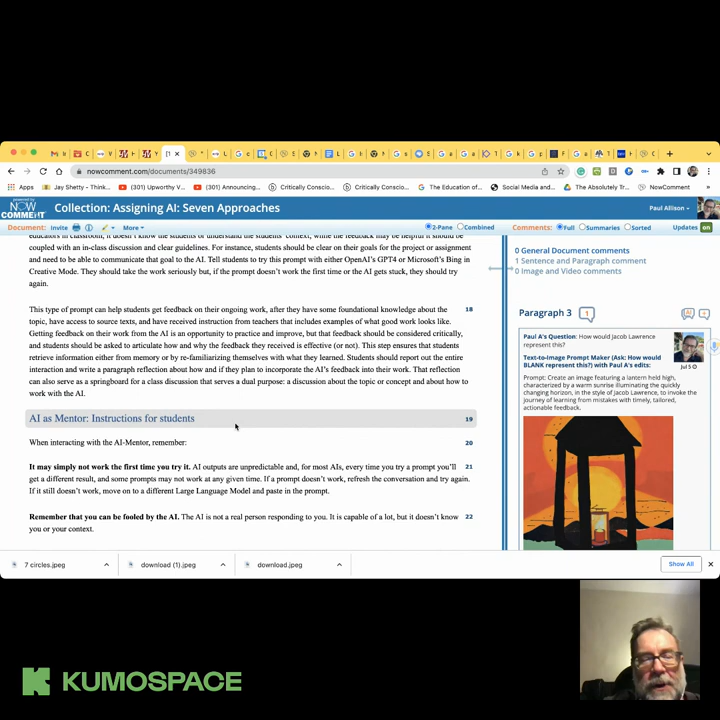 nowcomment.com/documents/349836
Apps
Jay Shetty - Think...
(301) Upworthy V...
(301) Announcing...
Critically Conscio...
Critically Conscio...
The Education of...
Social Media and...
The Absolutely Tr...
NowComment
powered by
NOW
COMMENT
Collection: Assigning AI: Seven Approaches
Paul Allison
Document: Invite
More
2-Pane
Combined
Comments:
Full
Summaries
Sorted
Updates
on
coupled with an in-class discussion and clear guidelines. For instance, students should be clear on their goals for the project or assignment
and need to be able to communicate that goal to the AI. Tell students to try this prompt with either OpenAI's GPT4 or Microsoft's Bing in
Creative Mode. They should take the work seriously but, if the prompt doesn't work the first time or the AI gets stuck, they should try
again.
This type of prompt can help students get feedback on their ongoing work, after they have some foundational knowledge about the
18
topic, have access to source texts, and have received instruction from teachers that includes examples of what good work looks like.
Getting feedback on their work from the AI is an opportunity to practice and improve, but that feedback should be considered critically,
and students should be asked to articulate how and why the feedback they received is effective (or not). This step ensures that students
retrieve information either from memory or by re-familiarizing themselves with what they learned. Students should report out the entire
interaction and write a paragraph reflection about how and if they plan to incorporate the AI's feedback into their work. That reflection
can also serve as a springboard for a class discussion that serves a dual purpose: a discussion about the topic or concept and about how to
work with the AI.
AI as Mentor: Instructions for students
19
When interacting with the AI-Mentor, remember:
20
It may simply not work the first time you try it. AI outputs are unpredictable and, for most AIs, every time you try a prompt you'll
21
get a different result, and some prompts may not work at any given time. If a prompt doesn't work, refresh the conversation and try again.
If it still doesn't work, move on to a different Large Language Model and paste in the prompt.
Remember that you can be fooled by the AI. The AI is not a real person responding to you. It is capable of a lot, but it doesn't know
22
you or your context.
0 General Document comments
1 Sentence and Paragraph comment
0 Image and Video comments
Paragraph 3
1
Paul A's Question: How would Jacob Lawrence
represent this?
Jul 5
Text-to-Image Prompt Maker (Ask: How would
BLANK represent this?) with Paul A's edits:
Prompt: Create an image featuring a lantern held high,
characterized by a warm sunrise illuminating the quickly
changing horizon, in the style of Jacob Lawrence, to invoke the
journey of learning from mistakes with timely, tailored,
actionable feedback.
7 circles.jpeg
download (1).jpeg
download.jpeg
Show All
KUMOSPACE